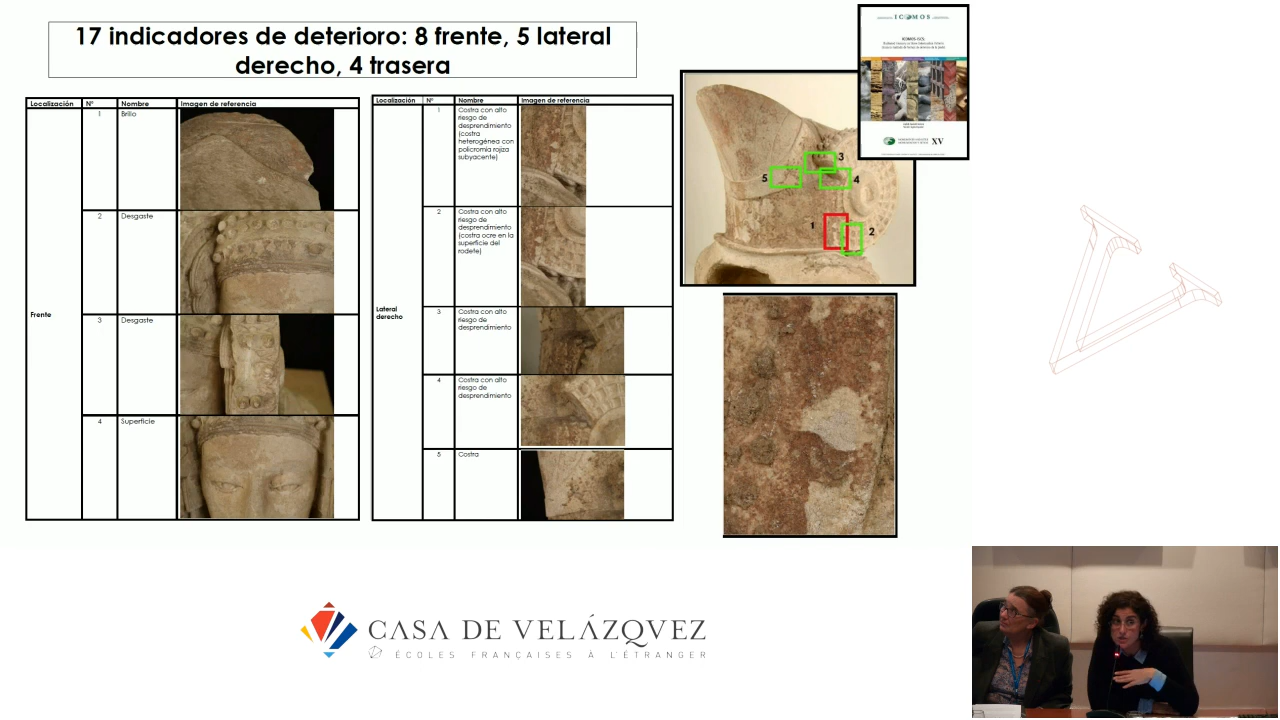 17 indicadores de deterioro: 8 frente, 5 lateral
derecho, 4 trasera
Localización Nº Nombre Imagen de referencia
Frente
1 Brillo
2 Desgaste
3 Desgaste
4 Superficie
Localización Nº Nombre Imagen de referencia
Lateral
derecho
1 Costra con alto
riesgo de
desprendimiento
(costra
heterogénea con
policromía rojiza
subyacente)
2 Costra con alto
riesgo de
desprendimiento
(costra ocre en la
superficie del
rodete)
3 Costra con alto
riesgo de
desprendimiento
4 Costra con alto
riesgo de
desprendimiento
5 Costra
3
5
4
1
2
ICOMOS
XV
CASA DE VELÁZQVEZ
ÉCOLES FRANÇAISES À L'ÉTRANGER